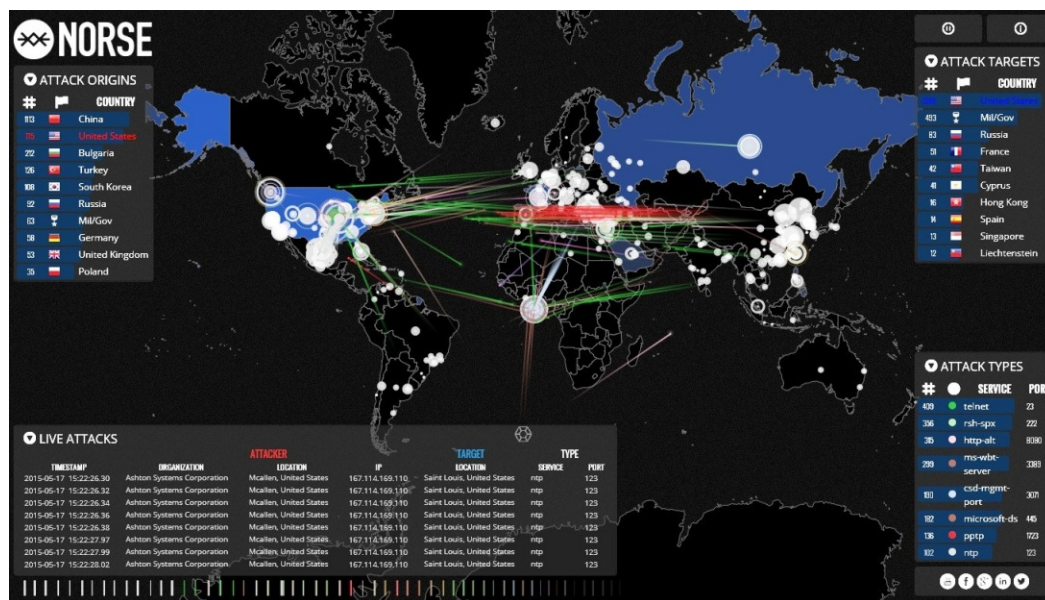 NORSE
ATTACK ORIGINS
# COUNTRY
813 China
775 United States
212 Bulgaria
126 Turkey
108 South Korea
92 Russia
63 Mil/Gov
58 Germany
53 United Kingdom
35 Poland
ATTACK TARGETS
# COUNTRY
United States
493 Mil/Gov
83 Russia
51 France
42 Taiwan
41 Cyprus
16 Hong Kong
14 Spain
13 Singapore
12 Liechtenstein
ATTACK TYPES
# SERVICE POR
409 telnet 23
356 rsh-spx 222
315 http-alt 8080
299 ms-wbt-server 3389
csd-mgmt-port 3071
182 microsoft-ds 445
136 pptp 1723
102 ntp 123
LIVE ATTACKS
ATTACKER TARGET TYPE
TIMESTAMP ORGANIZATION LOCATION IP LOCATION SERVICE PORT
2015-05-17 15:22:26.30 Ashton Systems Corporation Mcallen, United States 167.114.169.110 Saint Louis, United States ntp 123
2015-05-17 15:22:26.32 Ashton Systems Corporation Mcallen, United States 167.114.169.110 Saint Louis, United States ntp 123
2015-05-17 15:22:26.34 Ashton Systems Corporation Mcallen, United States 167.114.169.110 Saint Louis, United States ntp 123
2015-05-17 15:22:26.36 Ashton Systems Corporation Mcallen, United States 167.114.169.110 Saint Louis, United States ntp 123
2015-05-17 15:22:26.38 Ashton Systems Corporation Mcallen, United States 167.114.169.110 Saint Louis, United States ntp 123
2015-05-17 15:22:27.97 Ashton Systems Corporation Mcallen, United States 167.114.169.110 Saint Louis, United States ntp 123
2015-05-17 15:22:27.99 Ashton Systems Corporation Mcallen, United States 167.114.169.110 Saint Louis, United States ntp 123
2015-05-17 15:22:28.02 Ashton Systems Corporation Mcallen, United States 167.114.169.110 Saint Louis, United States ntp 123